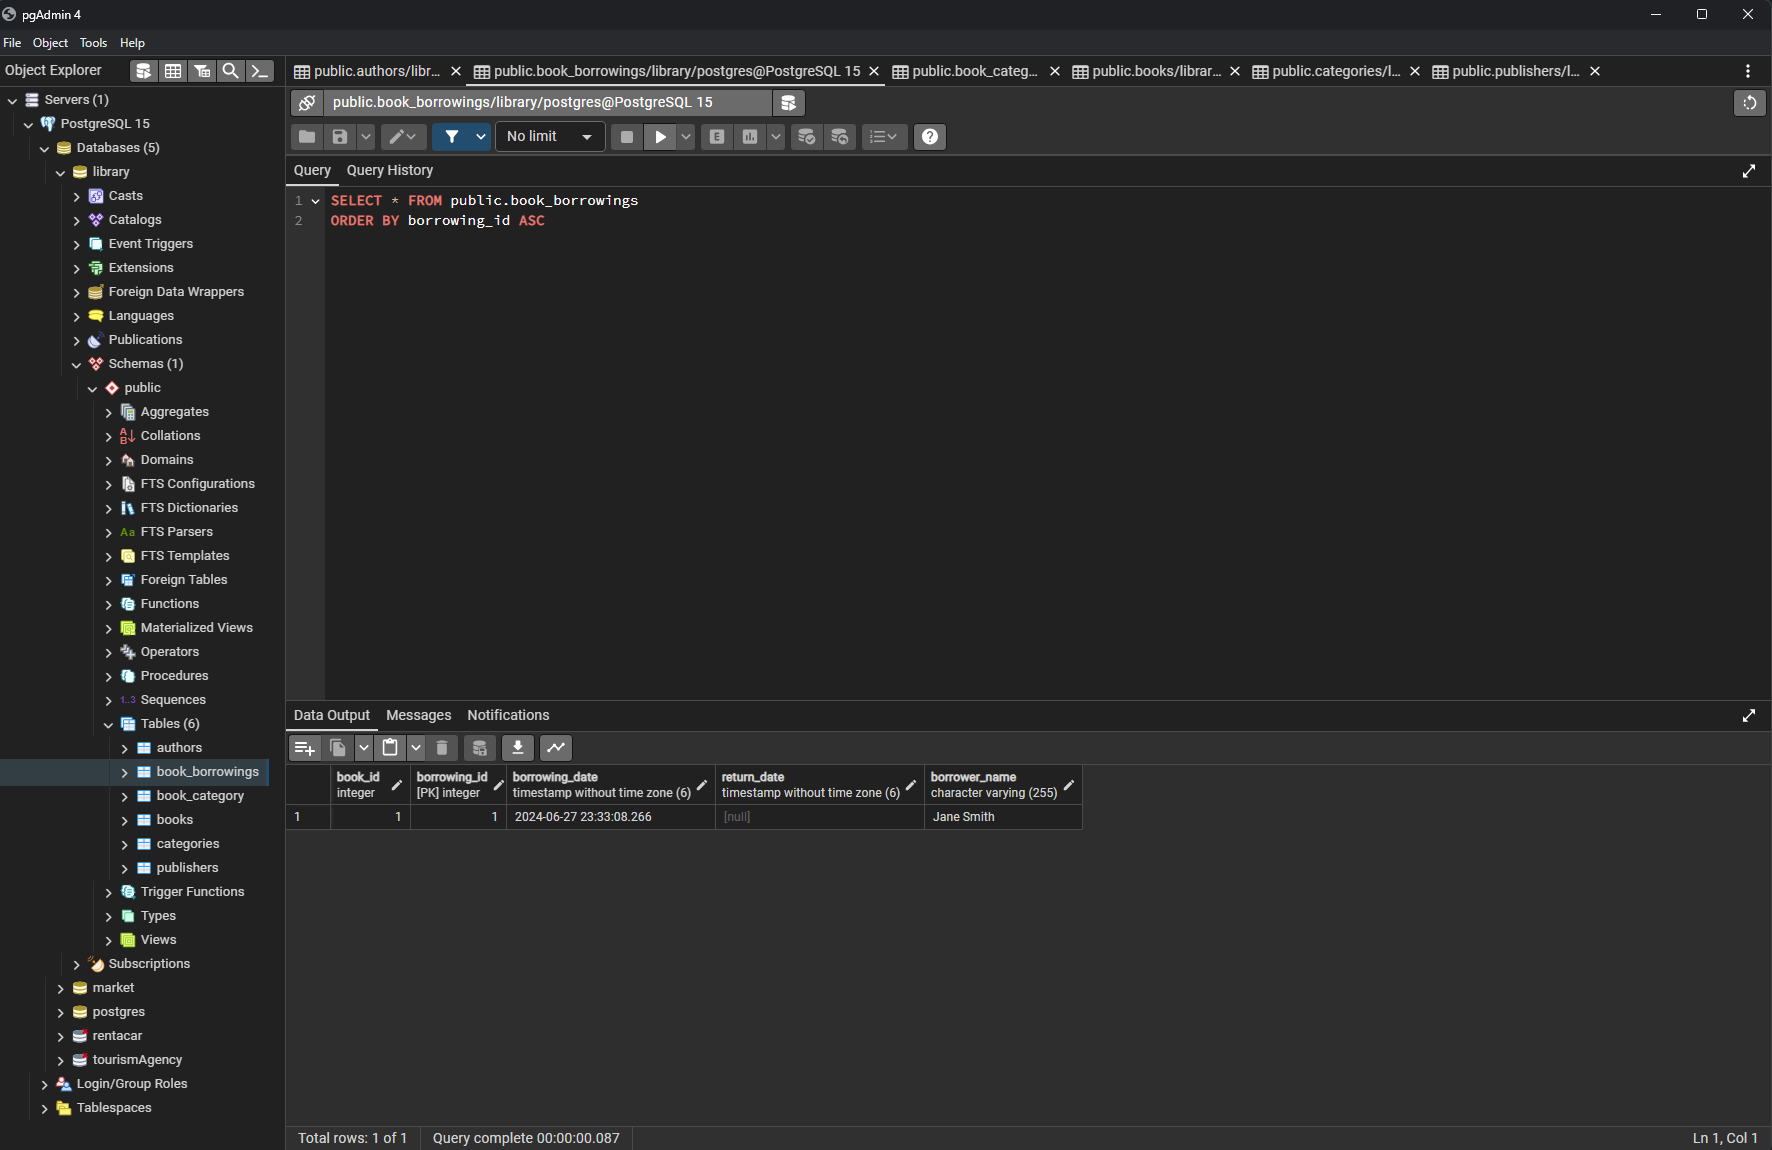 pgAdmin 4
File Object Tools Help
Object Explorer
public.authors/libr...
public.book_borrowings/library/postgres@PostgreSQL 15
public.book_categ...
public.books/librar...
public.categories/l...
public.publishers/l...
Servers (1)
PostgreSQL 15
Databases (5)
library
Casts
Catalogs
Event Triggers
Extensions
Foreign Data Wrappers
Languages
Publications
Schemas (1)
public
Aggregates
Collations
Domains
FTS Configurations
FTS Dictionaries
Aa FTS Parsers
FTS Templates
Foreign Tables
Functions
Materialized Views
Operators
Procedures
1..3 Sequences
Tables (6)
authors
book_borrowings
book_category
books
categories
publishers
Trigger Functions
Types
Views
Subscriptions
market
postgres
rentacar
tourismAgency
Login/Group Roles
Tablespaces
public.book_borrowings/library/postgres@PostgreSQL 15
No limit
E
Query Query History
1 SELECT * FROM public.book_borrowings
2 ORDER BY borrowing_id ASC
Data Output Messages Notifications
book_id borrowing_id borrowing_date return_date borrower_name
integer [PK] integer timestamp without time zone (6) timestamp without time zone (6) character varying (255)
1 1 1 2024-06-27 23:33:08.266 [null] Jane Smith
Total rows: 1 of 1 Query complete 00:00:00.087 Ln 1, Col 1